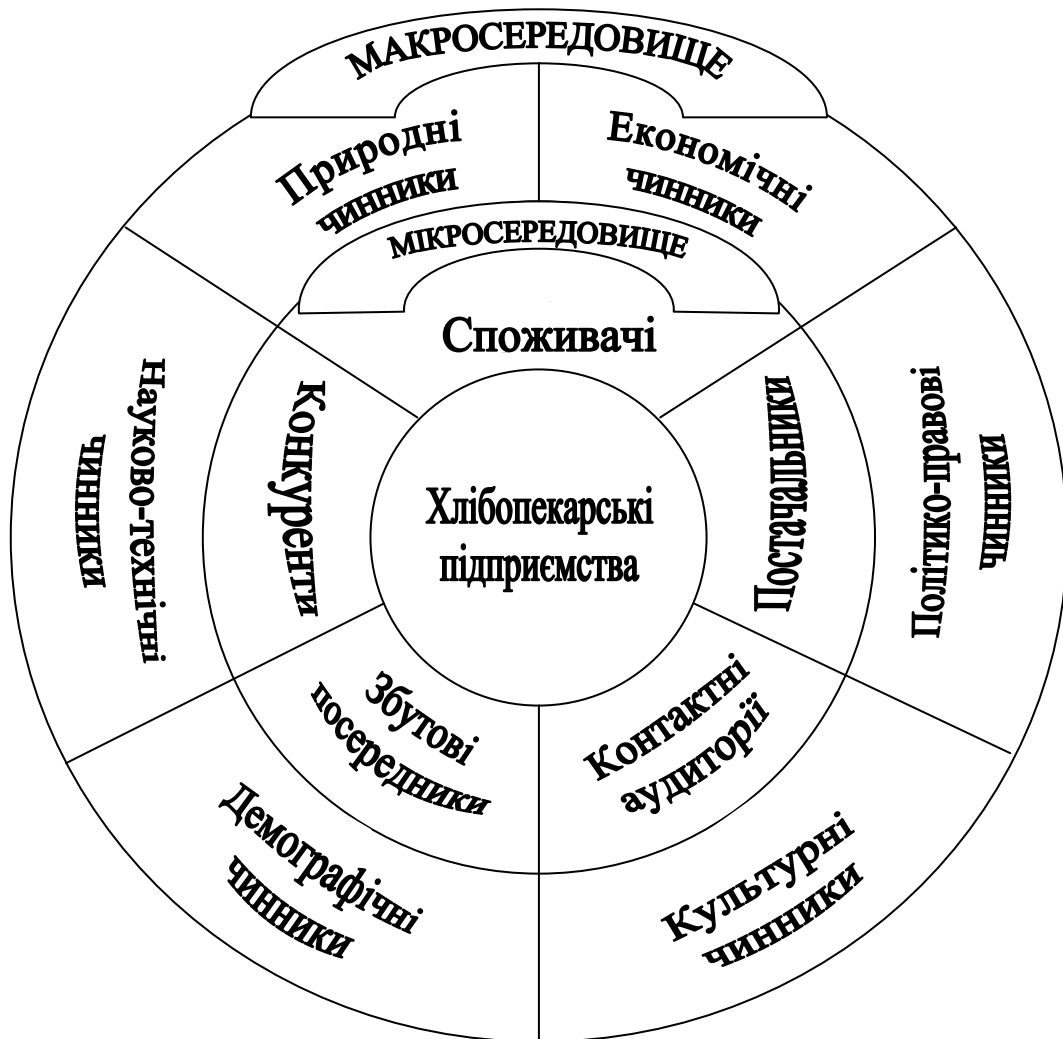 МАКРОСЕРЕДОВИЩЕ
Природні
чинники
Економічні
чинники
МІКРОСЕРЕДОВИЩЕ
Споживачі
Науково-технічні
чинники
Конкуренти
Хлібопекарські
підприємства
Постачальники
Політико-правові
чинники
Збутові
посередники
Контактні
аудиторії
Демографічні
чинники
Культурні
чинники